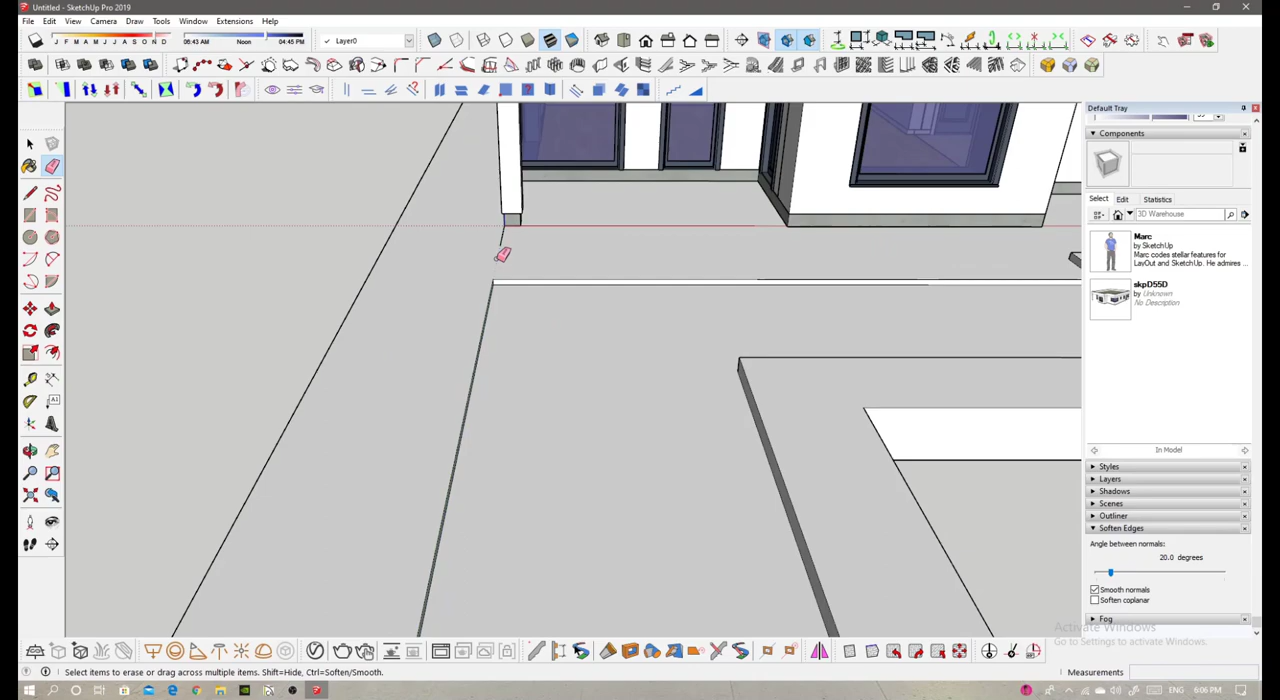 Untitled - SketchUp Pro 2019
File Edit View Camera Draw Tools Window Extensions Help
J F M A M J J A S O N D 06:43 AM Noon 04:45 PM Layer0
Default Tray
Components
Select Edit Statistics
3D Warehouse
Marc
by SketchUp
Marc codes stellar features for
LayOut and SketchUp. He admires ...
skpD55D
by Unknown
No Description
In Model
Styles
Layers
Shadows
Scenes
Outliner
Soften Edges
Angle between normals:
20.0 degrees
Smooth normals
Soften coplanar
Fog
Activate Windows
Go to Settings to activate Windows.
Select items to erase or drag across multiple items. Shift=Hide, Ctrl=Soften/Smooth.
Measurements
ENG 6:06 PM